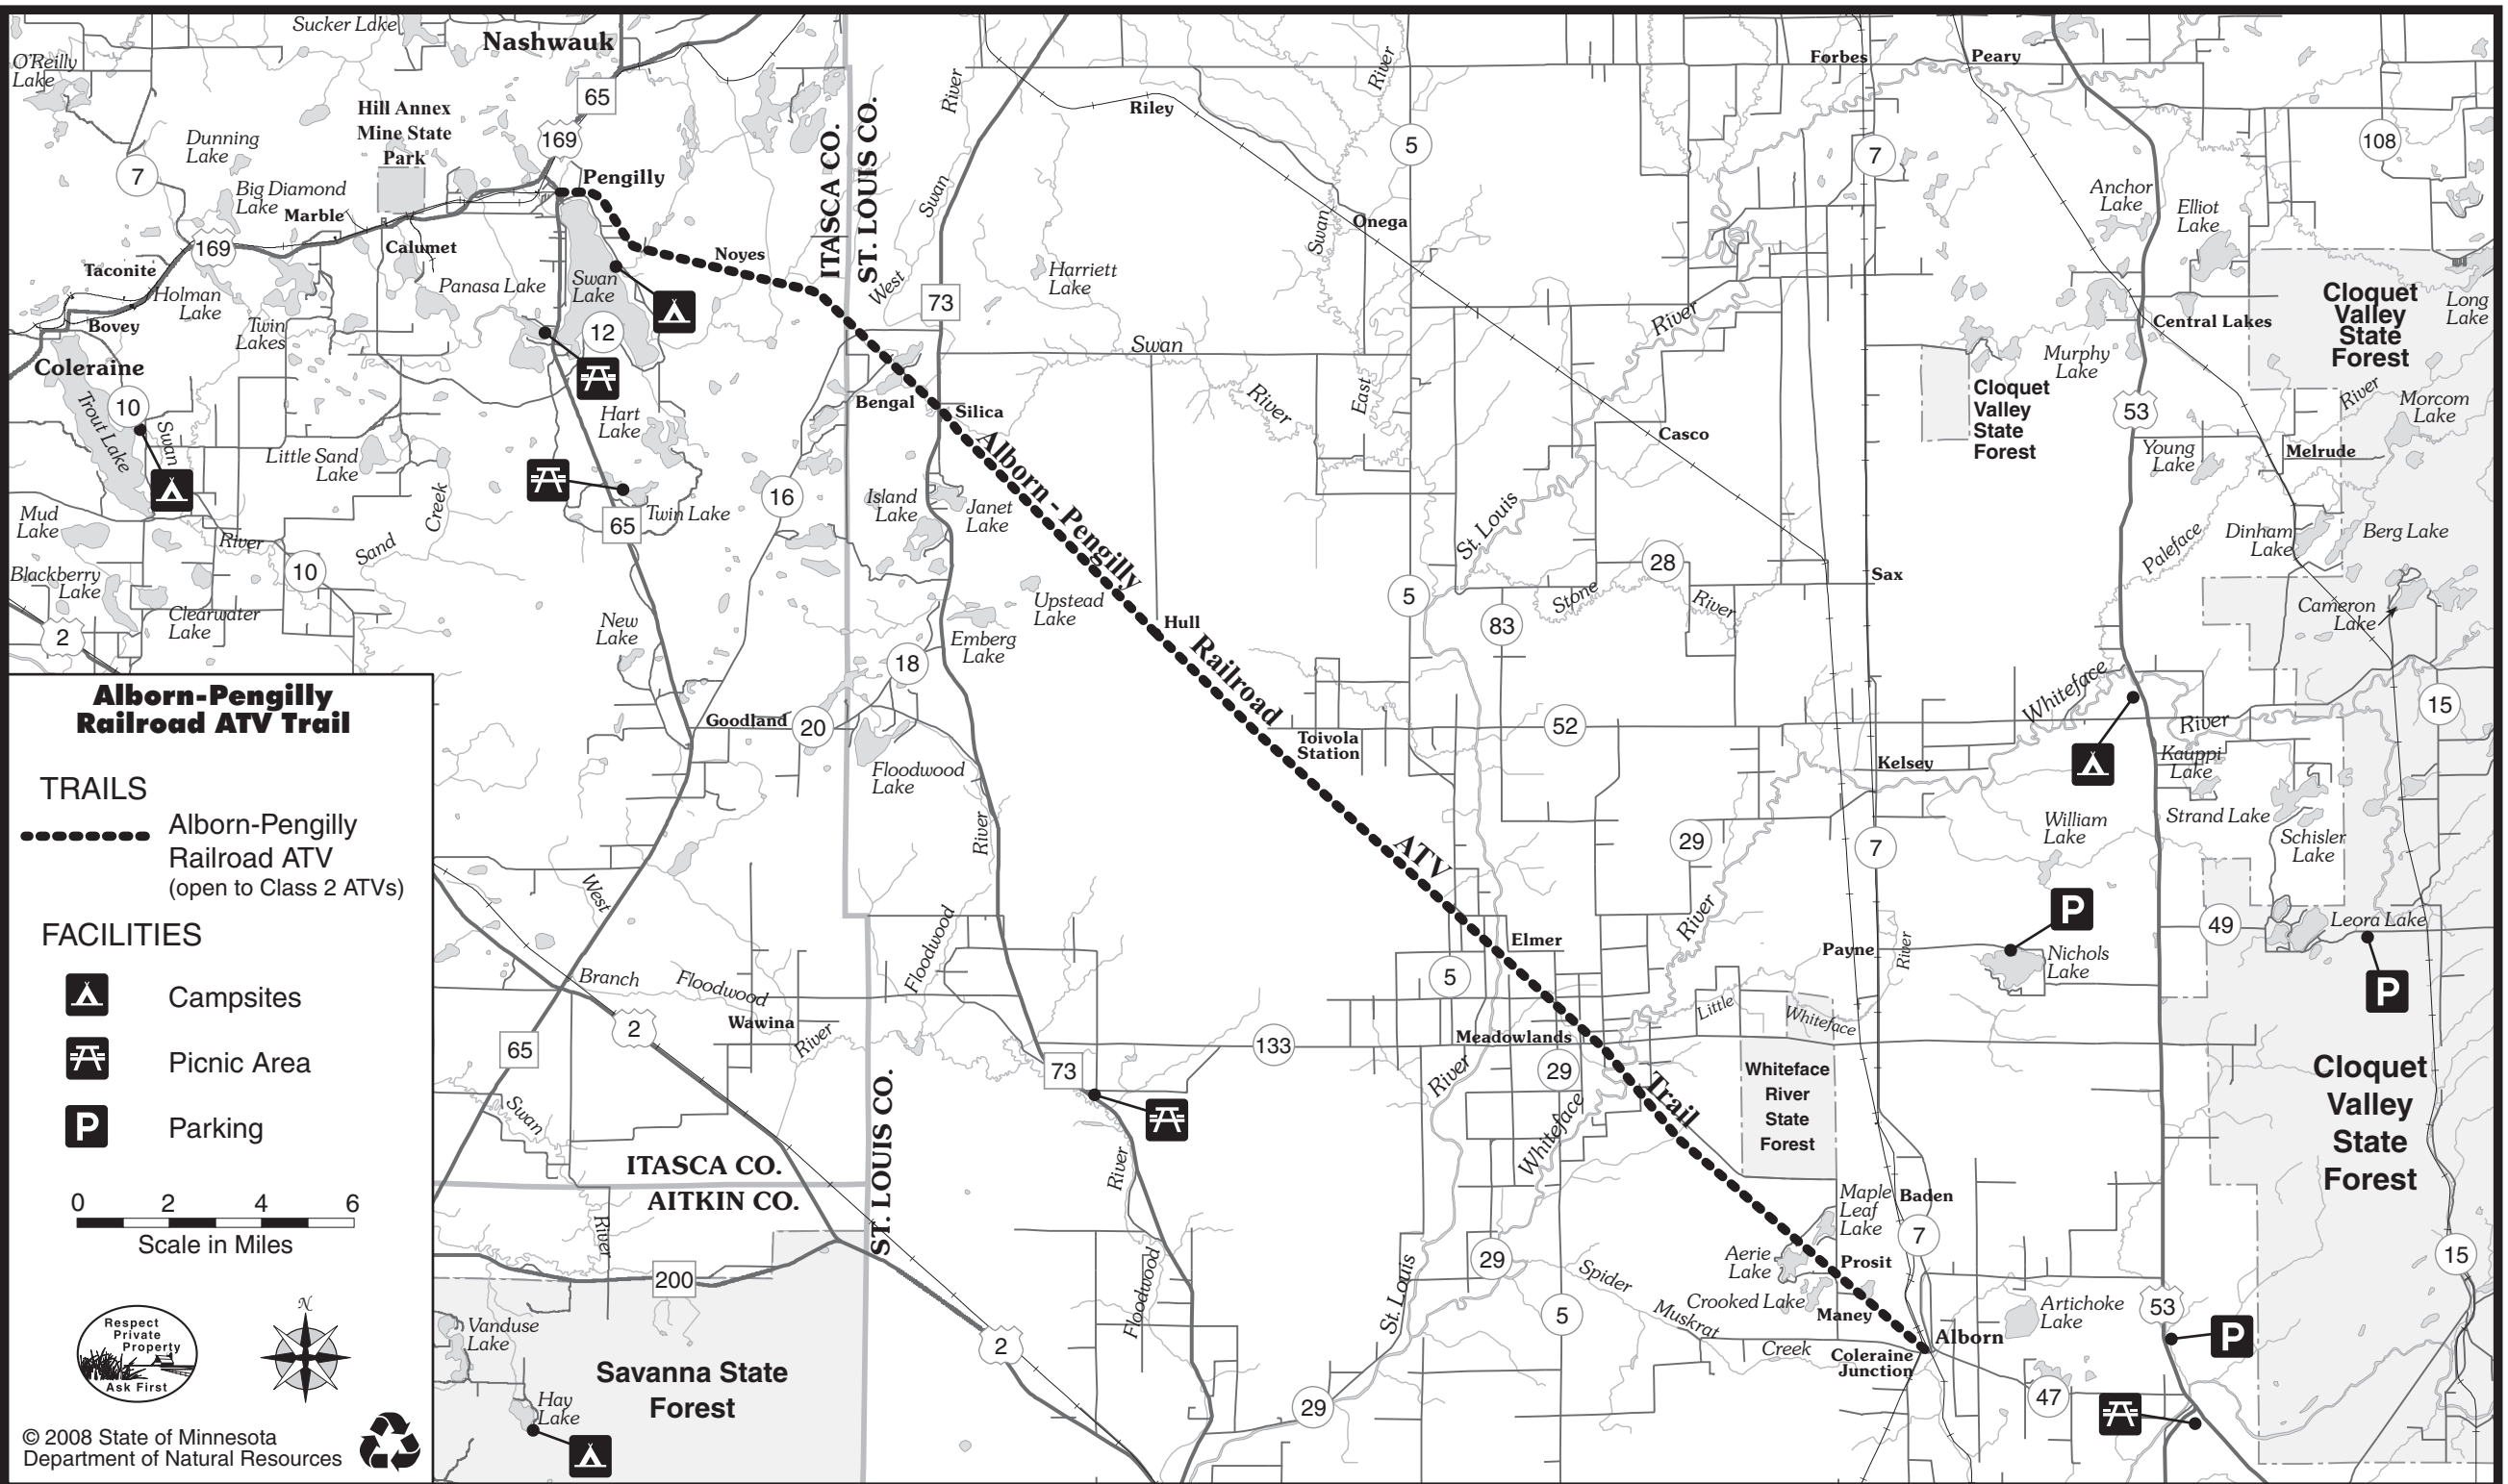 Sucker Lake
Nashwauk
O'Reilly
Lake
65
Hill Annex
Mine State
Park
169
Dunning
Lake
7
Big Diamond
Lake
Marble
Pengilly
169
Calumet
Noyes
Taconite
Holman
Lake
Panasa Lake
Swan
Lake
Bovey
Twin
Lakes
12
Coleraine
10
Trout Lake
Swan
Hart
Lake
Little Sand
Lake
Mud
Lake
River
Creek
Sand
10
65
Twin Lake
16
Blackberry
Lake
Clearwater
Lake
2
New
Lake
ITASCA CO.
ST. LOUIS CO.
River
Swan
West
73
Riley
Harriett
Lake
River
5
Swan
Onega
East
Swan
River
Bengal
Silica
Island
Lake
Janet
Lake
Upstead
Lake
Emberg
Lake
18
Hull
Alborn - Pengilly
Railroad
ATV
Trail
Forbes
Peary
7
108
Anchor
Lake
Elliot
Lake
River
Cloquet
Valley
State
Forest
Long
Lake
Central Lakes
Murphy
Lake
Cloquet
Valley
State
Forest
53
River
Morcom
Lake
Casco
Young
Lake
Melrude
St. Louis
28
Stone
River
5
83
Sax
Paleface
Dinham
Lake
Berg Lake
Cameron
Lake
Goodland
20
Floodwood
Lake
Toivola
Station
52
Whiteface
River
15
Kelsey
Kauppi
Lake
River
William
Lake
Strand Lake
Schisler
Lake
29
7
West
Branch
Floodwood
River
Wawina
Floodwood
Elmer
5
River
Payne
River
Nichols
Lake
49
Leora Lake
P
P
65
2
73
133
Meadowlands
29
River
Whiteface
Little
Whiteface
Whiteface
River
State
Forest
Cloquet
Valley
State
Forest
Swan
River
ITASCA CO.
AITKIN CO.
ST. LOUIS CO.
River
Floodwood
200
Maple
Leaf
Lake
Baden
7
Aerie
Lake
Prosit
15
29
Spider
Crooked Lake
Maney
Muskrat
Creek
5
St. Louis
Artichoke
Lake
53
P
Alborn
Coleraine
Junction
47
29
2
Vanduse
Lake
Hay
Lake
Savanna State
Forest
Alborn-Pengilly
Railroad ATV Trail
TRAILS
Alborn-Pengilly
Railroad ATV
(open to Class 2 ATVs)
FACILITIES
Campsites
Picnic Area
P Parking
0 2 4 6
Scale in Miles
Respect
Private
Property
Ask First
N
© 2008 State of Minnesota
Department of Natural Resources